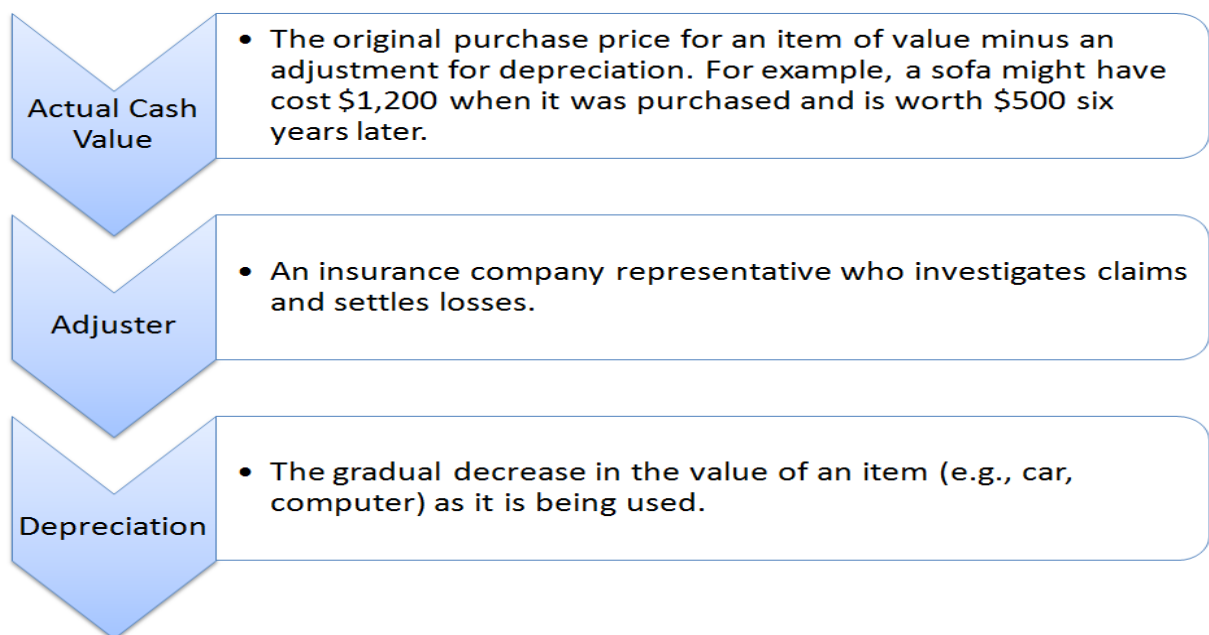 Actual Cash
Value
• The original purchase price for an item of value minus an
adjustment for depreciation. For example, a sofa might have
cost $1,200 when it was purchased and is worth $500 six
years later.
Adjuster
• An insurance company representative who investigates claims
and settles losses.
Depreciation
• The gradual decrease in the value of an item (e.g., car,
computer) as it is being used.